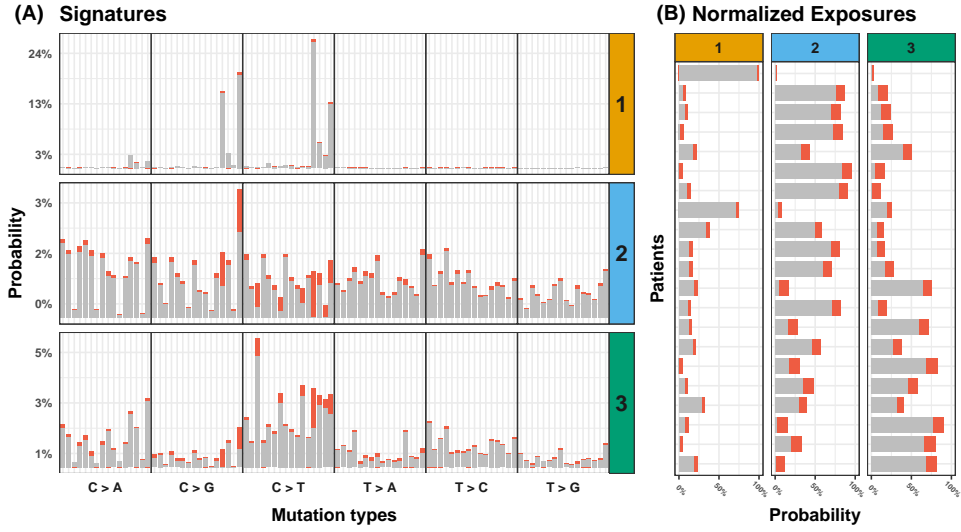 (A) Signatures
(B) Normalized Exposures
24%
13%
3%
1
3%
2%
0%
2
5%
3%
1%
3
Probability
C > A
C > G
C > T
T > A
T > C
T > G
Mutation types
1
2
3
Patients
0%
50%
100%
0%
50%
100%
0%
50%
100%
Probability